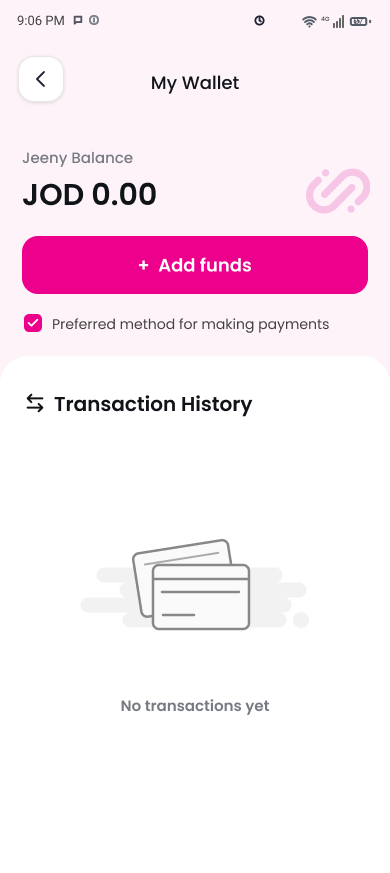 9:06 PM
4G
My Wallet
Jeeny Balance
JOD 0.00
+ Add funds
Preferred method for making payments
Transaction History
No transactions yet